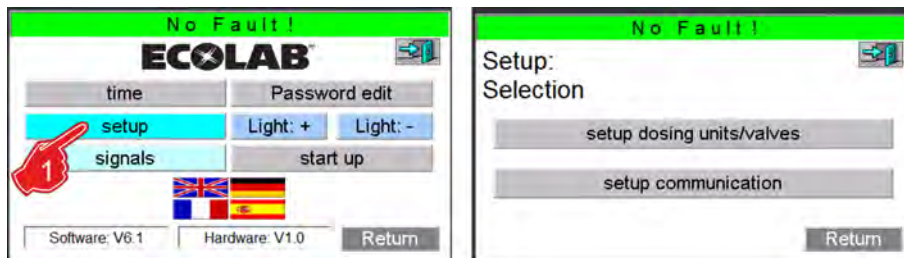 No Fault!
ECOLAB
time
Password edit
setup
Light: +
Light: -
signals
start up
1
Software: V6.1
Hardware: V1.0
Return
No Fault!
Setup:
Selection
setup dosing units/valves
setup communication
Return